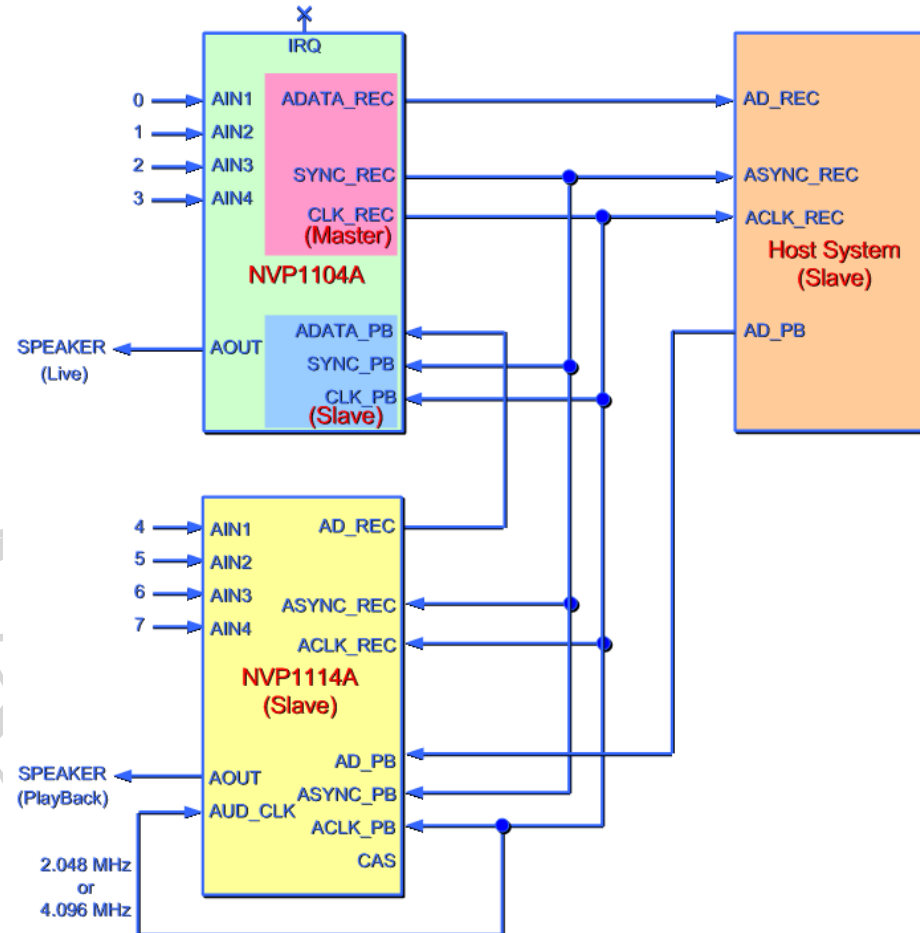 IRQ
0
AIN1
ADATA_REC
AD_REC
1
AIN2
2
AIN3
SYNC_REC
ASYNC_REC
3
AIN4
CLK_REC
ACLK_REC
(Master)
Host System
(Slave)
NVP1104A
ADATA_PB
AD_PB
SPEAKER
(Live)
AOUT
SYNC_PB
CLK_PB
(Slave)
4
AIN1
AD_REC
5
AIN2
6
AIN3
ASYNC_REC
7
AIN4
ACLK_REC
NVP1114A
(Slave)
AD_PB
SPEAKER
(PlayBack)
AOUT
ASYNC_PB
AUD_CLK
ACLK_PB
CAS
2.048 MHz
or
4.096 MHz